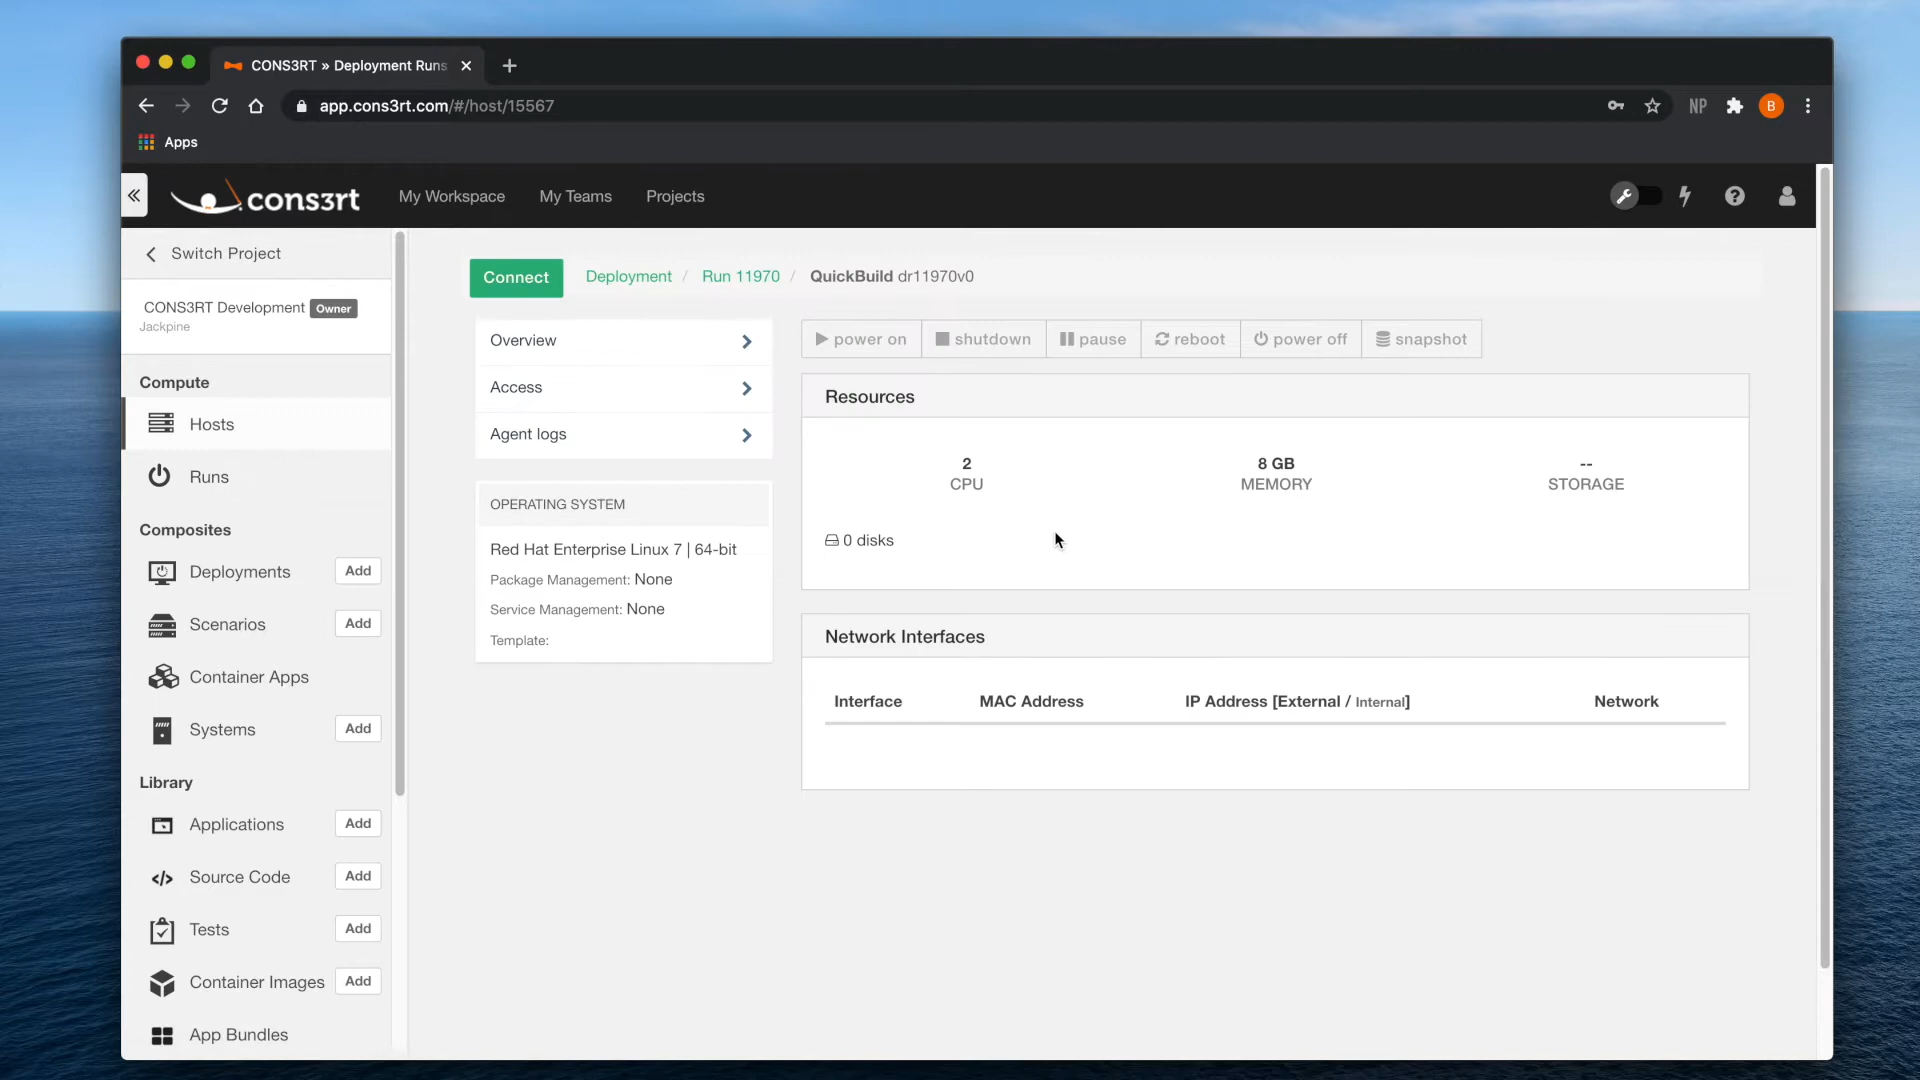 CONS3RT » Deployment Runs
app.cons3rt.com/#/host/15567
NP
B
Apps
cons3rt
My Workspace
My Teams
Projects
Switch Project
CONS3RT Development Owner
Jackpine
Compute
Hosts
Runs
Composites
Deployments Add
Scenarios Add
Container Apps
Systems Add
Library
Applications Add
Source Code Add
Tests Add
Container Images Add
App Bundles
Connect
Deployment / Run 11970 / QuickBuild dr11970v0
Overview
Access
Agent logs
OPERATING SYSTEM
Red Hat Enterprise Linux 7 | 64-bit
Package Management: None
Service Management: None
Template:
power on shutdown pause reboot power off snapshot
Resources
2 8 GB --
CPU MEMORY STORAGE
0 disks
Network Interfaces
Interface MAC Address IP Address [External / Internal] Network